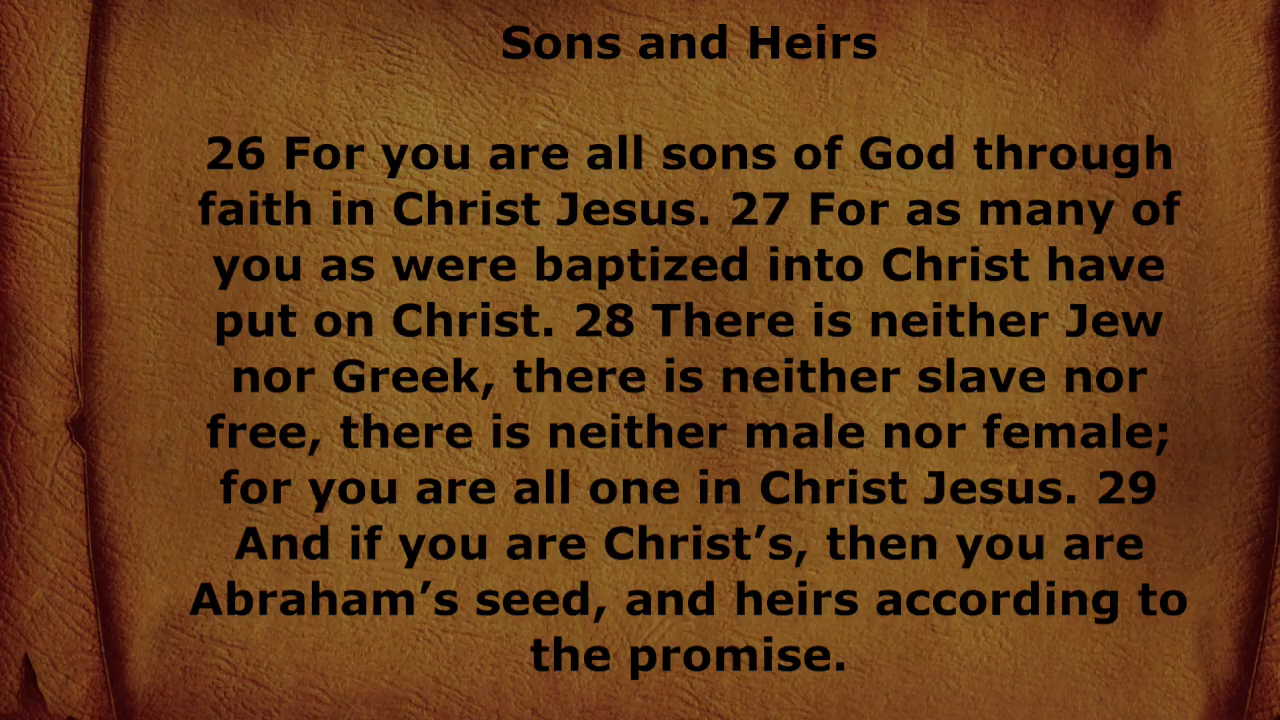 Sons and Heirs
26 For you are all sons of God through
faith in Christ Jesus. 27 For as many of
you as were baptized into Christ have
put on Christ. 28 There is neither Jew
nor Greek, there is neither slave nor
free, there is neither male nor female;
for you are all one in Christ Jesus. 29
And if you are Christ’s, then you are
Abraham’s seed, and heirs according to
the promise.